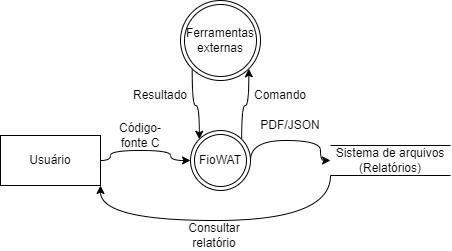 Ferramentas
externas
Resultado
Comando
Código-
fonte C
PDF/JSON
Usuário
FioWAT
Sistema de arquivos
(Relatórios)
Consultar
relatório